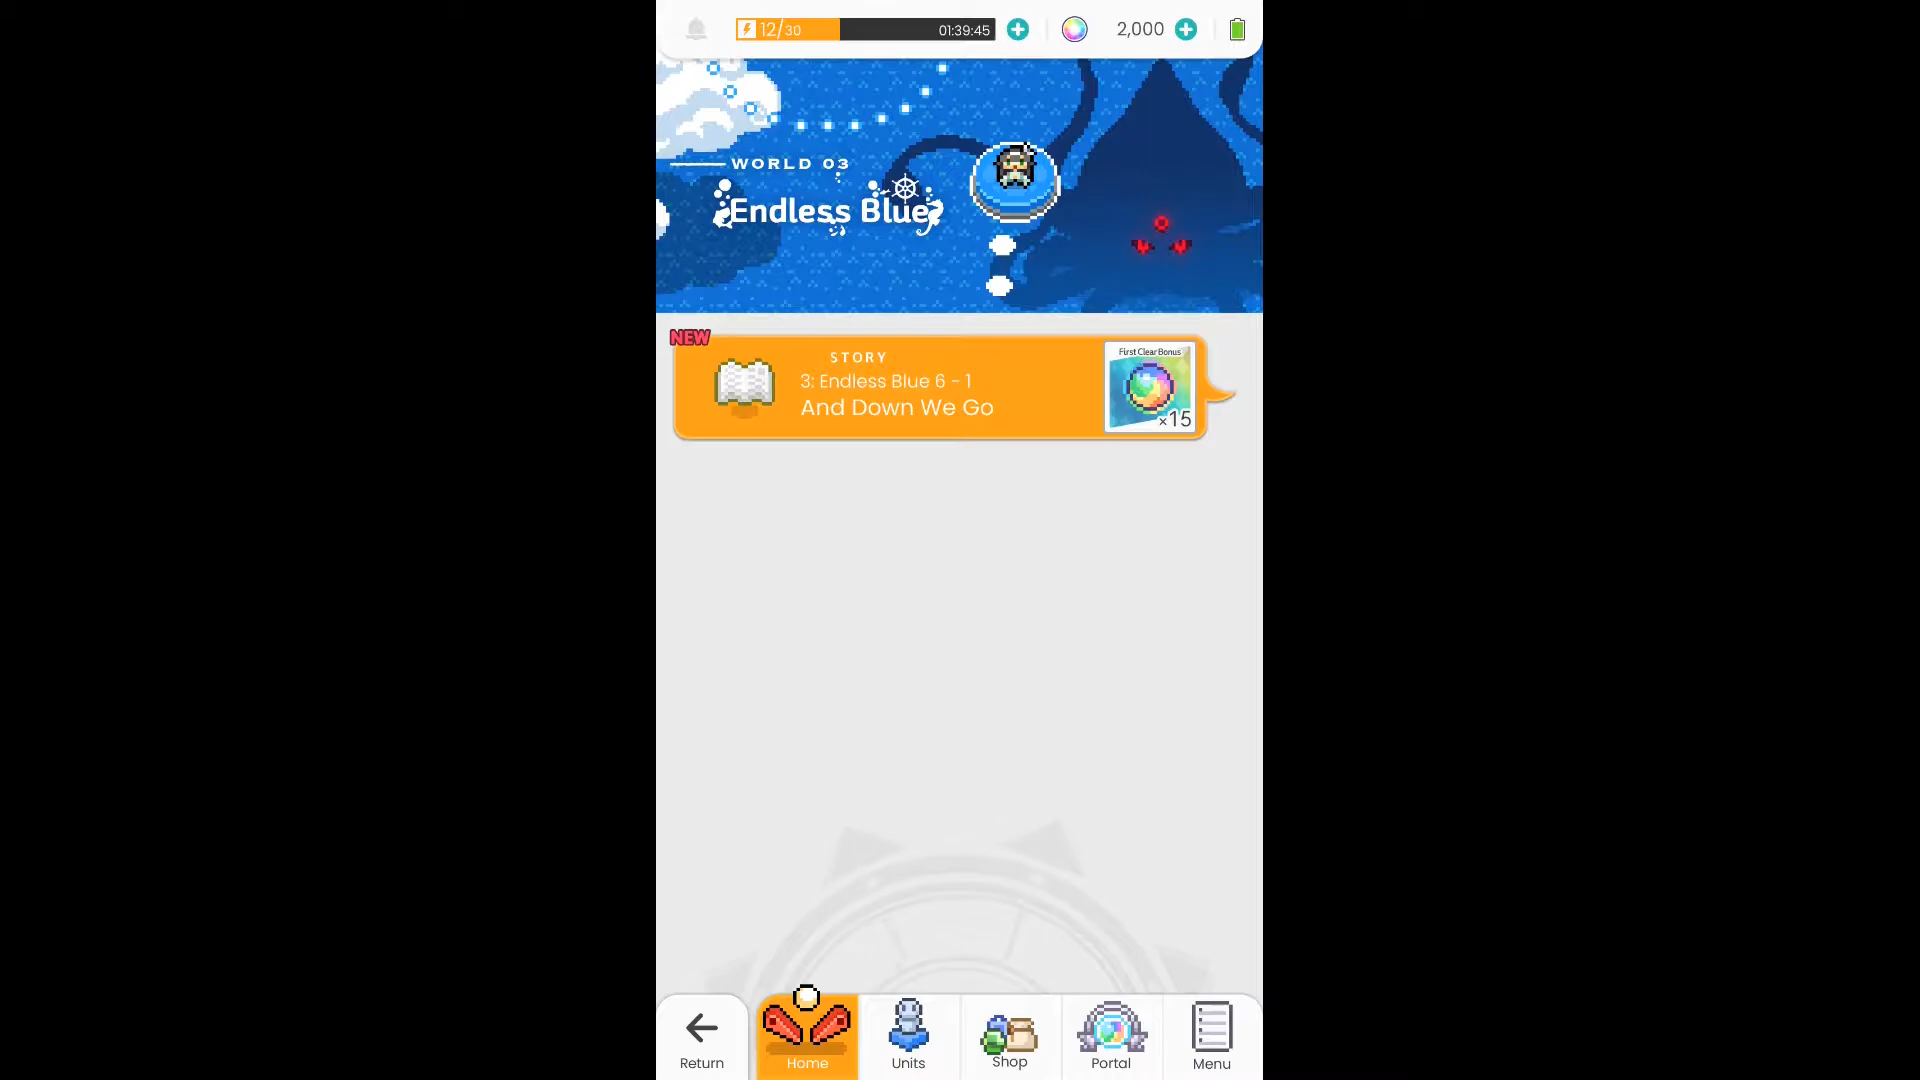 12/30
01:39:45
2,000
WORLD 03
Endless Blue
NEW
STORY
3: Endless Blue 6 - 1
And Down We Go
First Clear Bonus
×15
Return
Home
Units
Shop
Portal
Menu